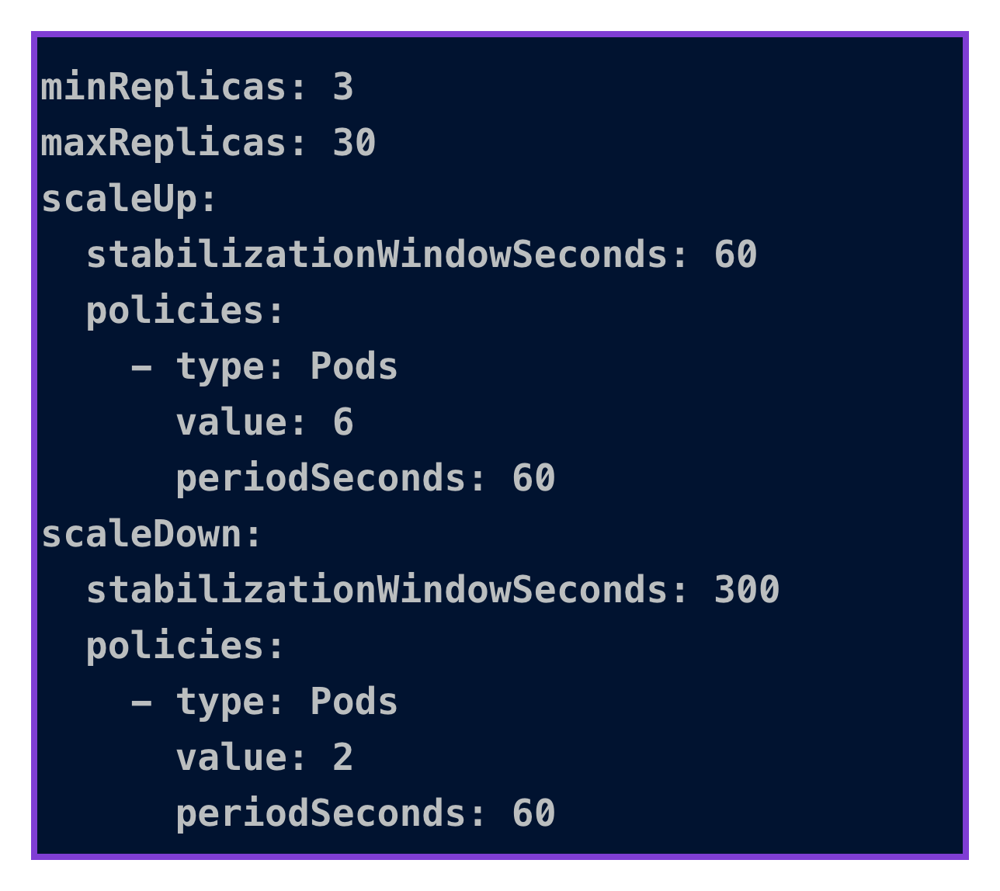 minReplicas: 3
maxReplicas: 30
scaleUp:
  stabilizationWindowSeconds: 60
  policies:
    - type: Pods
      value: 6
      periodSeconds: 60
scaleDown:
  stabilizationWindowSeconds: 300
  policies:
    - type: Pods
      value: 2
      periodSeconds: 60